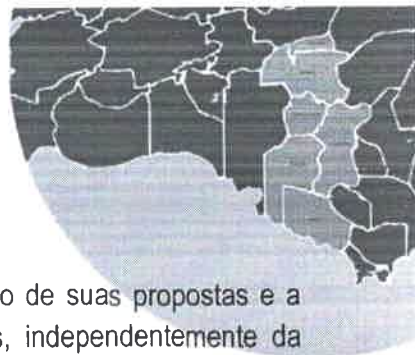 o de suas propostas e a
s, independentemente da